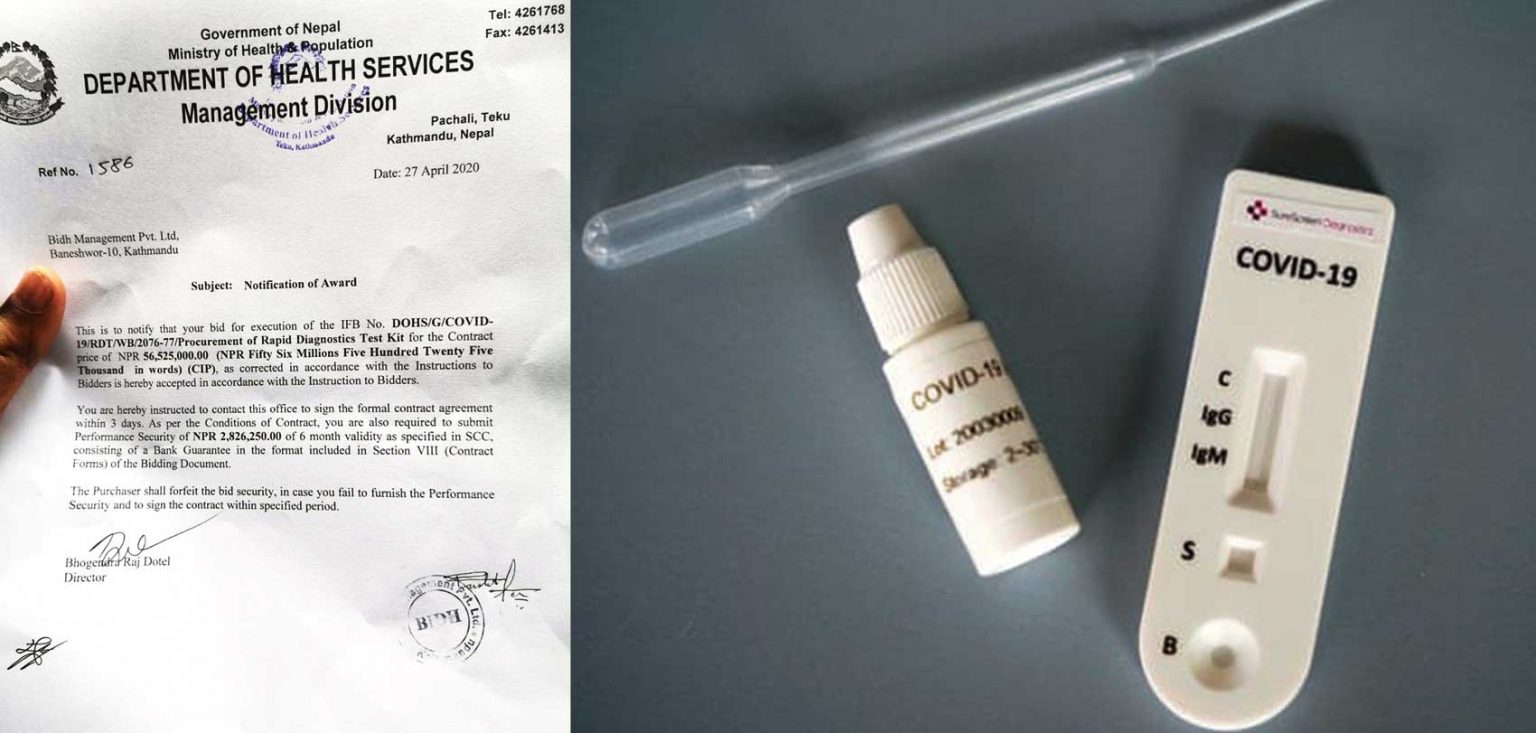 Tel: 4261768
Fax: 4261413
Government of Nepal
Ministry of Health & Population
DEPARTMENT OF HEALTH SERVICES
Management Division
Teku, Kathmandu
Pachali, Teku
Kathmandu, Nepal
Ref No. 1586
Date: 27 April 2020
Bidh Management Pvt. Ltd,
Baneshwor-10, Kathmandu
Subject: Notification of Award
This is to notify that your bid for execution of the IFB No. DOHS/G/COVID-
19/RDT/WB/2076-77/Procurement of Rapid Diagnostics Test Kit for the Contract
price of NPR 56,525,000.00 (NPR Fifty Six Millions Five Hundred Twenty Five
Thousand in words) (CIP), as corrected in accordance with the Instructions to
Bidders is hereby accepted in accordance with the Instruction to Bidders.
You are hereby instructed to contact this office to sign the formal contract agreement
within 3 days. As per the Conditions of Contract, you are also required to submit
Performance Security of NPR 2,826,250.00 of 6 month validity as specified in SCC,
consisting of a Bank Guarantee in the format included in Section VIII (Contract
Forms) of the Bidding Document.
The Purchaser shall forfeit the bid security, in case you fail to furnish the Performance
Security and to sign the contract within specified period.
Bhogendra Raj Dotel
Director
BIDH
Pvt. Ltd.
COVID-19
Lot: 20030005
Storage: 2-30
SureScreen Diagnostics
COVID-19
C
IgG
IgM
S
B